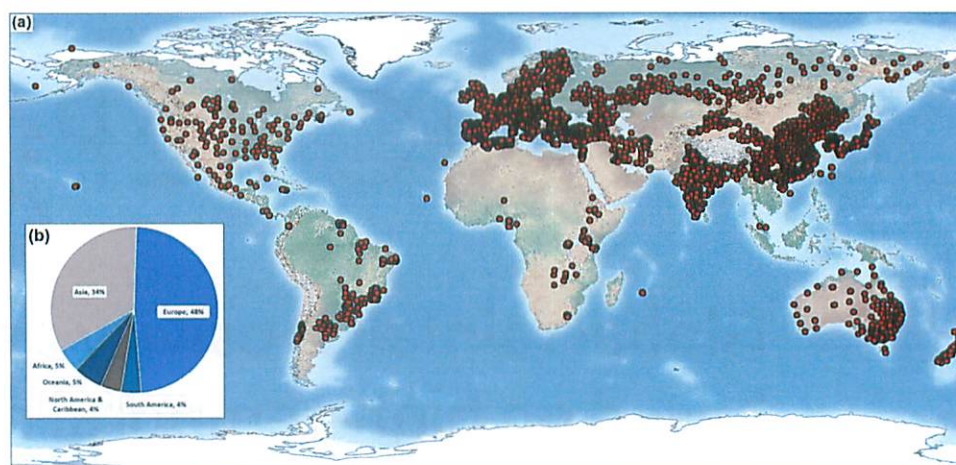 (a)
(b)
Asia, 34%
Europe, 48%
Africa, 5%
Oceania, 5%
North America &
Caribbean, 4%
South America, 4%